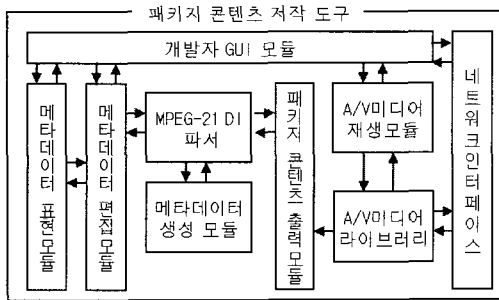 패키지 콘텐츠 저작 도구
개발자 GUI 모듈
메타데이터 표현모듈
메타데이터 편집모듈
MPEG-21 DI
파서
메타데이터
생성 모듈
패키지 콘텐츠 출력모듈
A/V미디어
재생모듈
A/V미디어
라이브러리
네트워크인터페이스